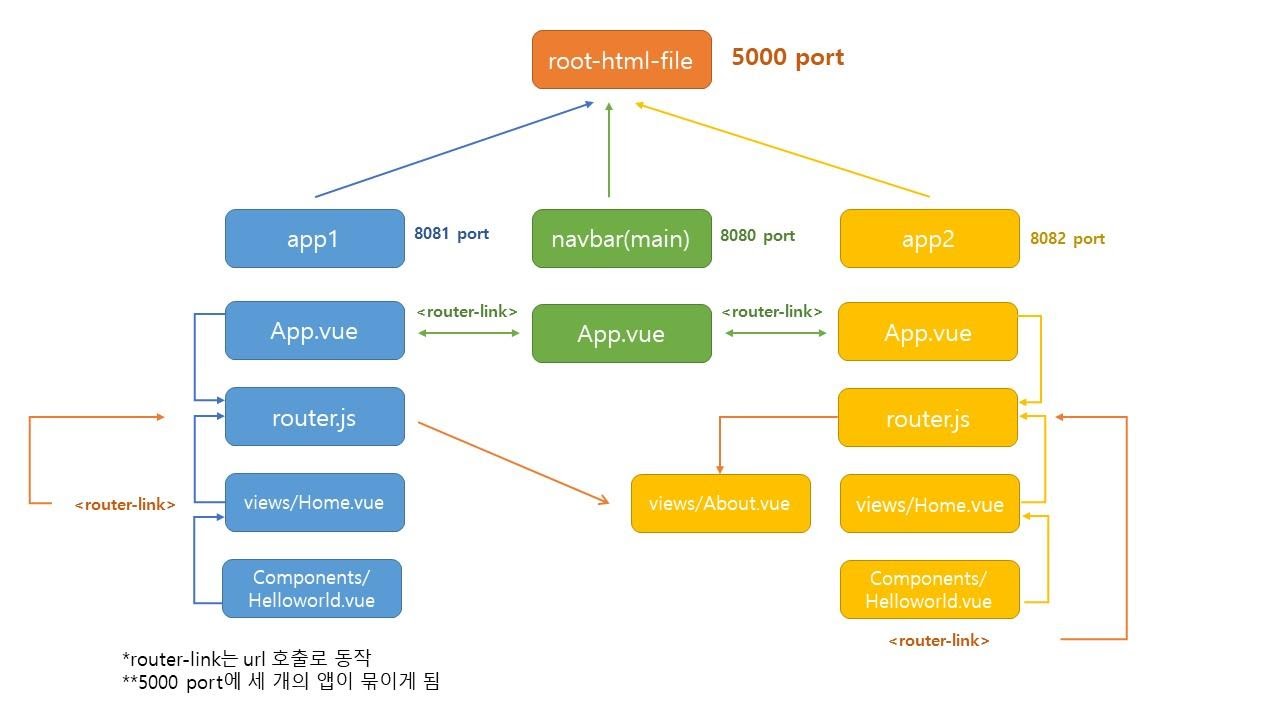 root-html-file
5000 port
app1
8081 port
navbar(main)
8080 port
app2
8082 port
App.vue
<router-link>
App.vue
<router-link>
App.vue
router.js
router.js
<router-link>
views/Home.vue
views/About.vue
views/Home.vue
Components/
Helloworld.vue
Components/
Helloworld.vue
<router-link>
*router-link는 url 호출로 동작
**5000 port에 세 개의 앱이 묶이게 됨